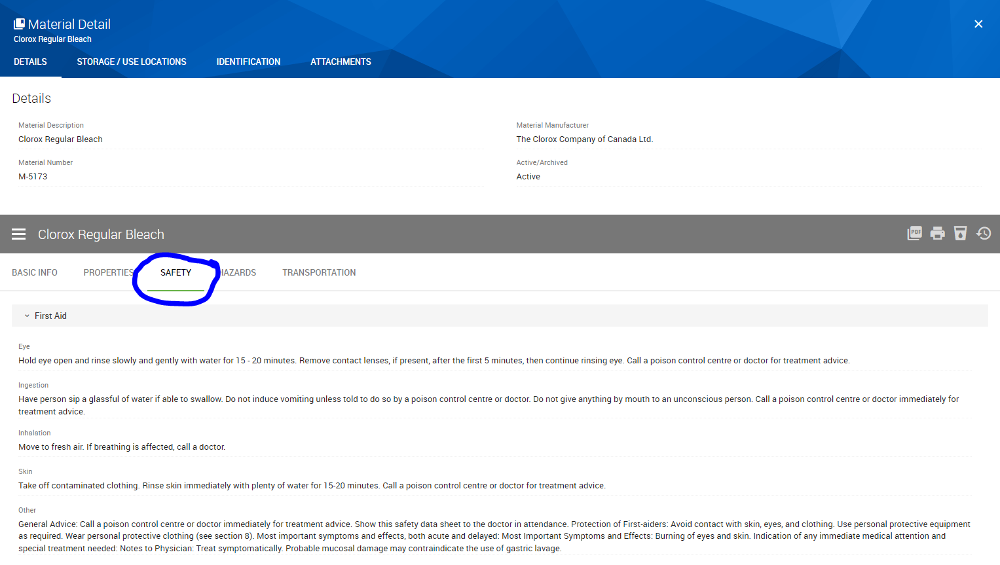 Material Detail
Clorox Regular Bleach
DETAILS STORAGE / USE LOCATIONS IDENTIFICATION ATTACHMENTS
Details
Material Description
Clorox Regular Bleach
Material Manufacturer
The Clorox Company of Canada Ltd.
Material Number
M-5173
Active/Archived
Active
Clorox Regular Bleach
PDF
BASIC INFO PROPERTIES SAFETY HAZARDS TRANSPORTATION
First Aid
Eye
Hold eye open and rinse slowly and gently with water for 15 - 20 minutes. Remove contact lenses, if present, after the first 5 minutes, then continue rinsing eye. Call a poison control centre or doctor for treatment advice.
Ingestion
Have person sip a glassful of water if able to swallow. Do not induce vomiting unless told to do so by a poison control centre or doctor. Do not give anything by mouth to an unconscious person. Call a poison control centre or doctor immediately for
treatment advice.
Inhalation
Move to fresh air. If breathing is affected, call a doctor.
Skin
Take off contaminated clothing. Rinse skin immediately with plenty of water for 15-20 minutes. Call a poison control centre or doctor for treatment advice.
Other
General Advice: Call a poison control centre or doctor immediately for treatment advice. Show this safety data sheet to the doctor in attendance. Protection of First-aiders: Avoid contact with skin, eyes, and clothing. Use personal protective equipment
as required. Wear personal protective clothing (see section 8). Most important symptoms and effects, both acute and delayed: Most Important Symptoms and Effects: Burning of eyes and skin. Indication of any immediate medical attention and
special treatment needed: Notes to Physician: Treat symptomatically. Probable mucosal damage may contraindicate the use of gastric lavage.